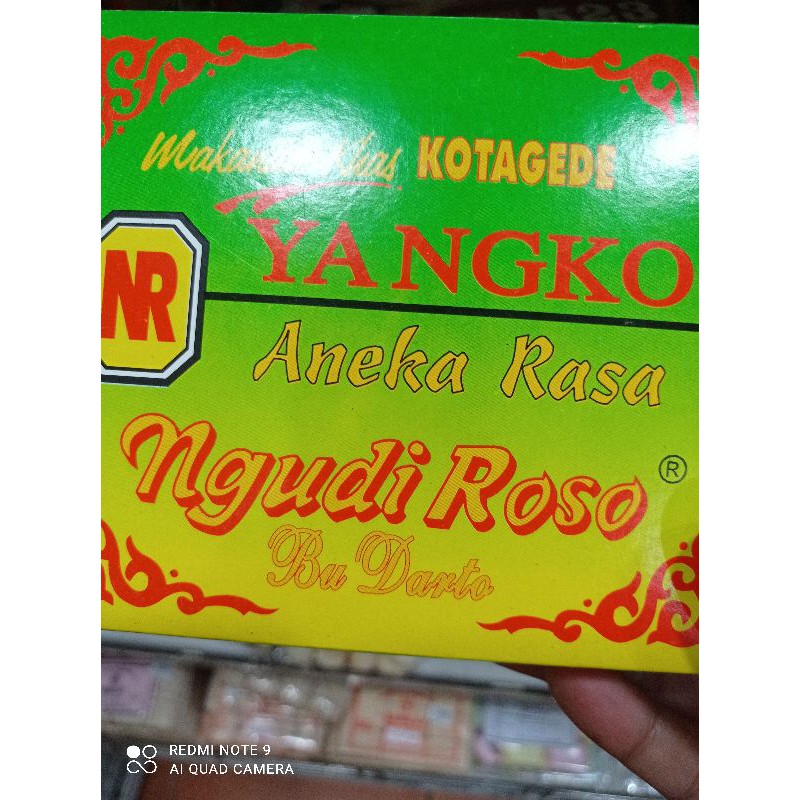 Makanan Khas KOTAGEDE
YANGKO
NR
Aneka Rasa
Ngudi Roso ®
Bu Darto
REDMI NOTE 9
AI QUAD CAMERA